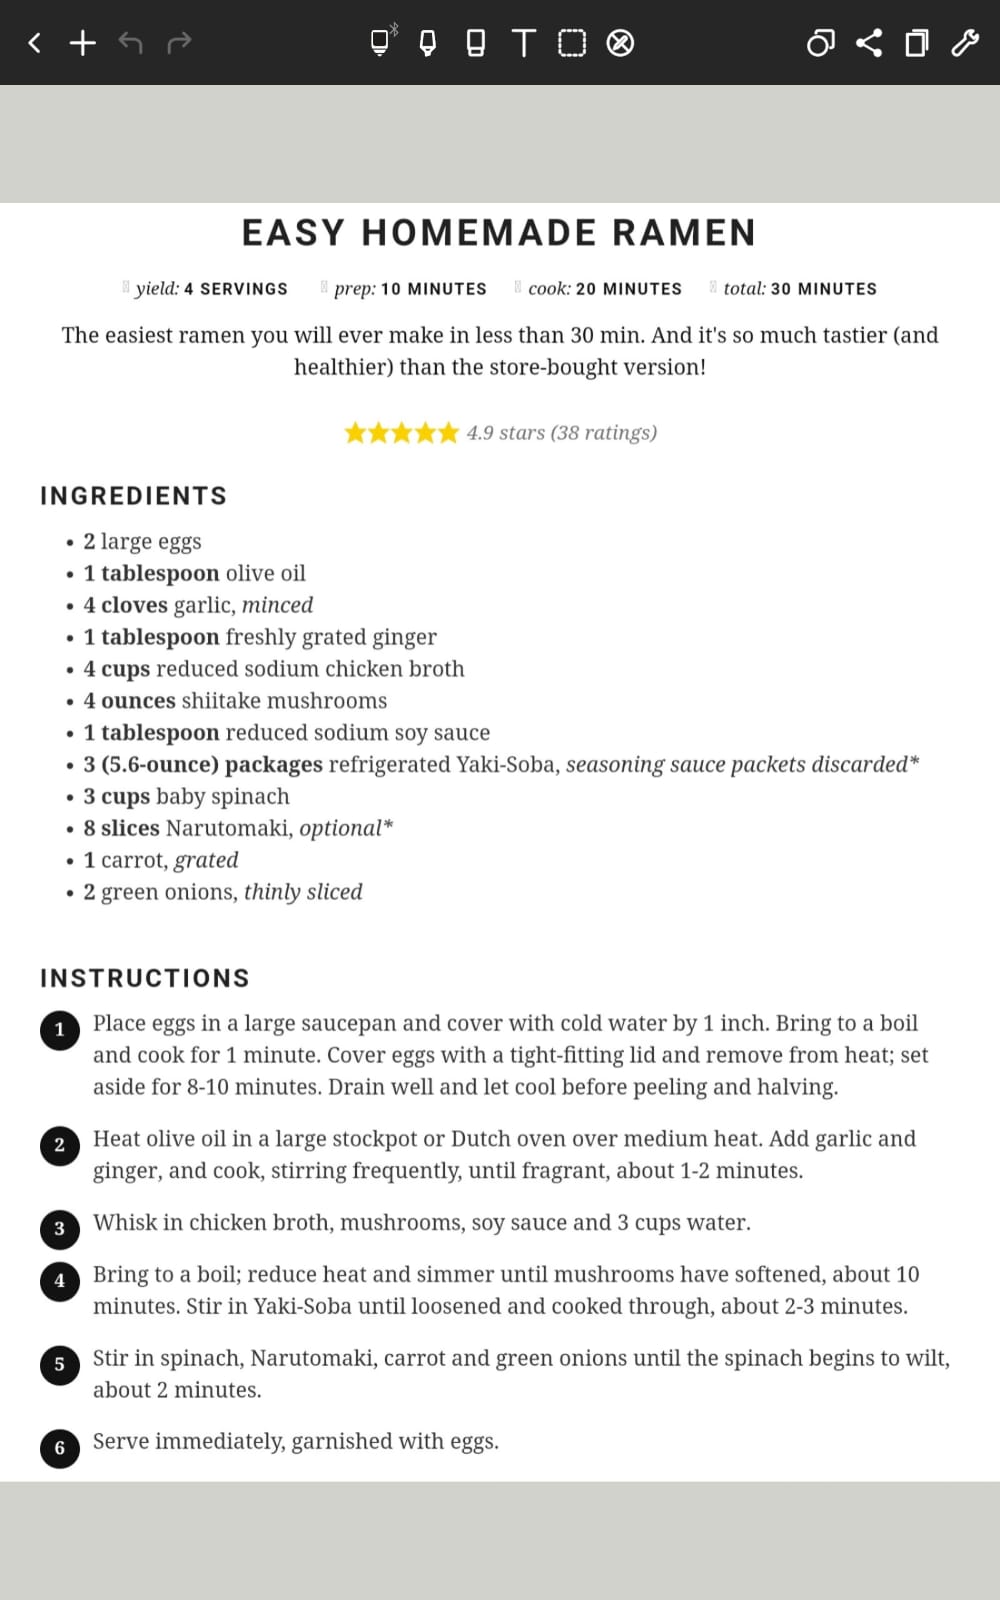 EASY HOMEMADE RAMEN
yield: 4 SERVINGS prep: 10 MINUTES cook: 20 MINUTES total: 30 MINUTES
The easiest ramen you will ever make in less than 30 min. And it's so much tastier (and
healthier) than the store-bought version!
4.9 stars (38 ratings)
INGREDIENTS
• 2 large eggs
• 1 tablespoon olive oil
• 4 cloves garlic, minced
• 1 tablespoon freshly grated ginger
• 4 cups reduced sodium chicken broth
• 4 ounces shiitake mushrooms
• 1 tablespoon reduced sodium soy sauce
• 3 (5.6-ounce) packages refrigerated Yaki-Soba, seasoning sauce packets discarded*
• 3 cups baby spinach
• 8 slices Narutomaki, optional*
• 1 carrot, grated
• 2 green onions, thinly sliced
INSTRUCTIONS
1 Place eggs in a large saucepan and cover with cold water by 1 inch. Bring to a boil
and cook for 1 minute. Cover eggs with a tight-fitting lid and remove from heat; set
aside for 8-10 minutes. Drain well and let cool before peeling and halving.
2 Heat olive oil in a large stockpot or Dutch oven over medium heat. Add garlic and
ginger, and cook, stirring frequently, until fragrant, about 1-2 minutes.
3 Whisk in chicken broth, mushrooms, soy sauce and 3 cups water.
4 Bring to a boil; reduce heat and simmer until mushrooms have softened, about 10
minutes. Stir in Yaki-Soba until loosened and cooked through, about 2-3 minutes.
5 Stir in spinach, Narutomaki, carrot and green onions until the spinach begins to wilt,
about 2 minutes.
6 Serve immediately, garnished with eggs.